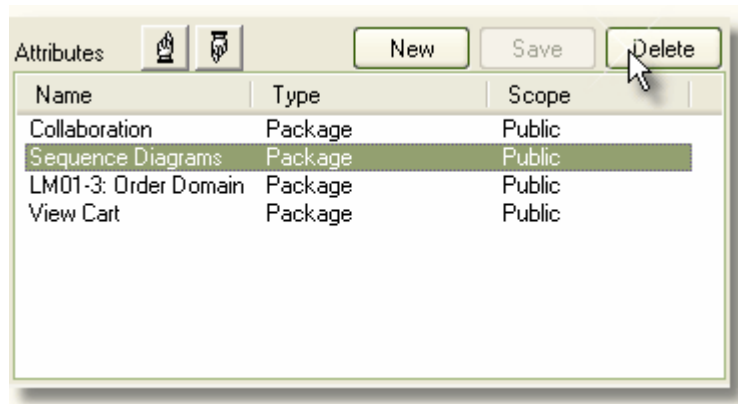 Attributes New Save Delete
Name Type Scope
Collaboration Package Public
Sequence Diagrams Package Public
LM01-3: Order Domain Package Public
View Cart Package Public